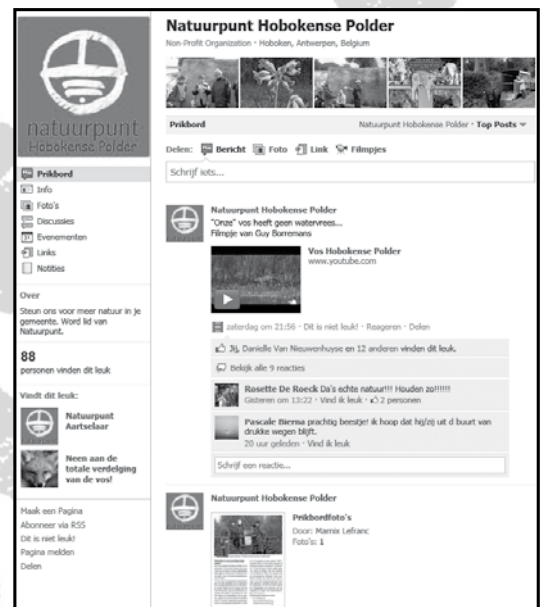 natuurpunt
Hobokense Polder
Prikbord
Info
Foto's
Discussies
Evenementen
Links
Notities
Over
Steun ons voor meer natuur in je
gemeente. Word lid van
Natuurpunt.
88
personen vinden dit leuk
Vindt dit leuk:
Natuurpunt
Aartselaar
Neen aan de
totale verdelging
van de vos!
Maak een Pagina
Abonneer via RSS
Dit is niet leuk!
Pagina melden
Delen
Natuurpunt Hobokense Polder
Non-Profit Organization · Hoboken, Antwerpen, Belgium
Prikbord Natuurpunt Hobokense Polder · Top Posts
Delen: Bericht Foto Link Filmpjes
Schrijf iets...
Natuurpunt Hobokense Polder
"Onze" vos heeft geen watervrees...
Filmpje van Guy Borremans
Vos Hobokense Polder
www.youtube.com
zaterdag om 21:56 · Dit is niet leuk! · Reageren · Delen
Jij, Danielle Van Nieuwenhuyse en 12 anderen vinden dit leuk.
Bekijk alle 9 reacties
Rosette De Roeck Da's echte natuur!!! Houden zo!!!!!!
Gisteren om 13:22 · Vind ik leuk · 2 personen
Pascale Bierna prachtig beestje! ik hoop dat hij/zij uit d buurt van
drukke wegen blijft.
20 uur geleden · Vind ik leuk
Schrijf een reactie...
Natuurpunt Hobokense Polder
Prikbordfoto's
Door: Marnix Lefranc
Foto's: 1